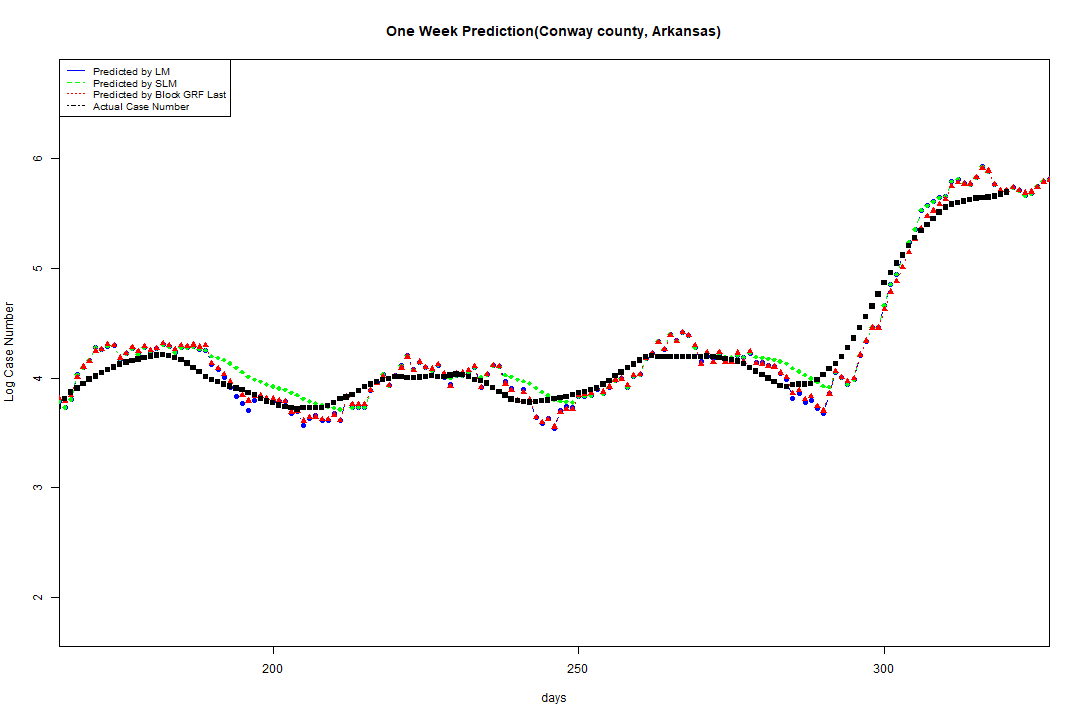 One Week Prediction(Conway county, Arkansas)
Predicted by LM
Predicted by SLM
Predicted by Block GRF Last
Actual Case Number
6
5
4
3
2
Log Case Number
200 250 300
days